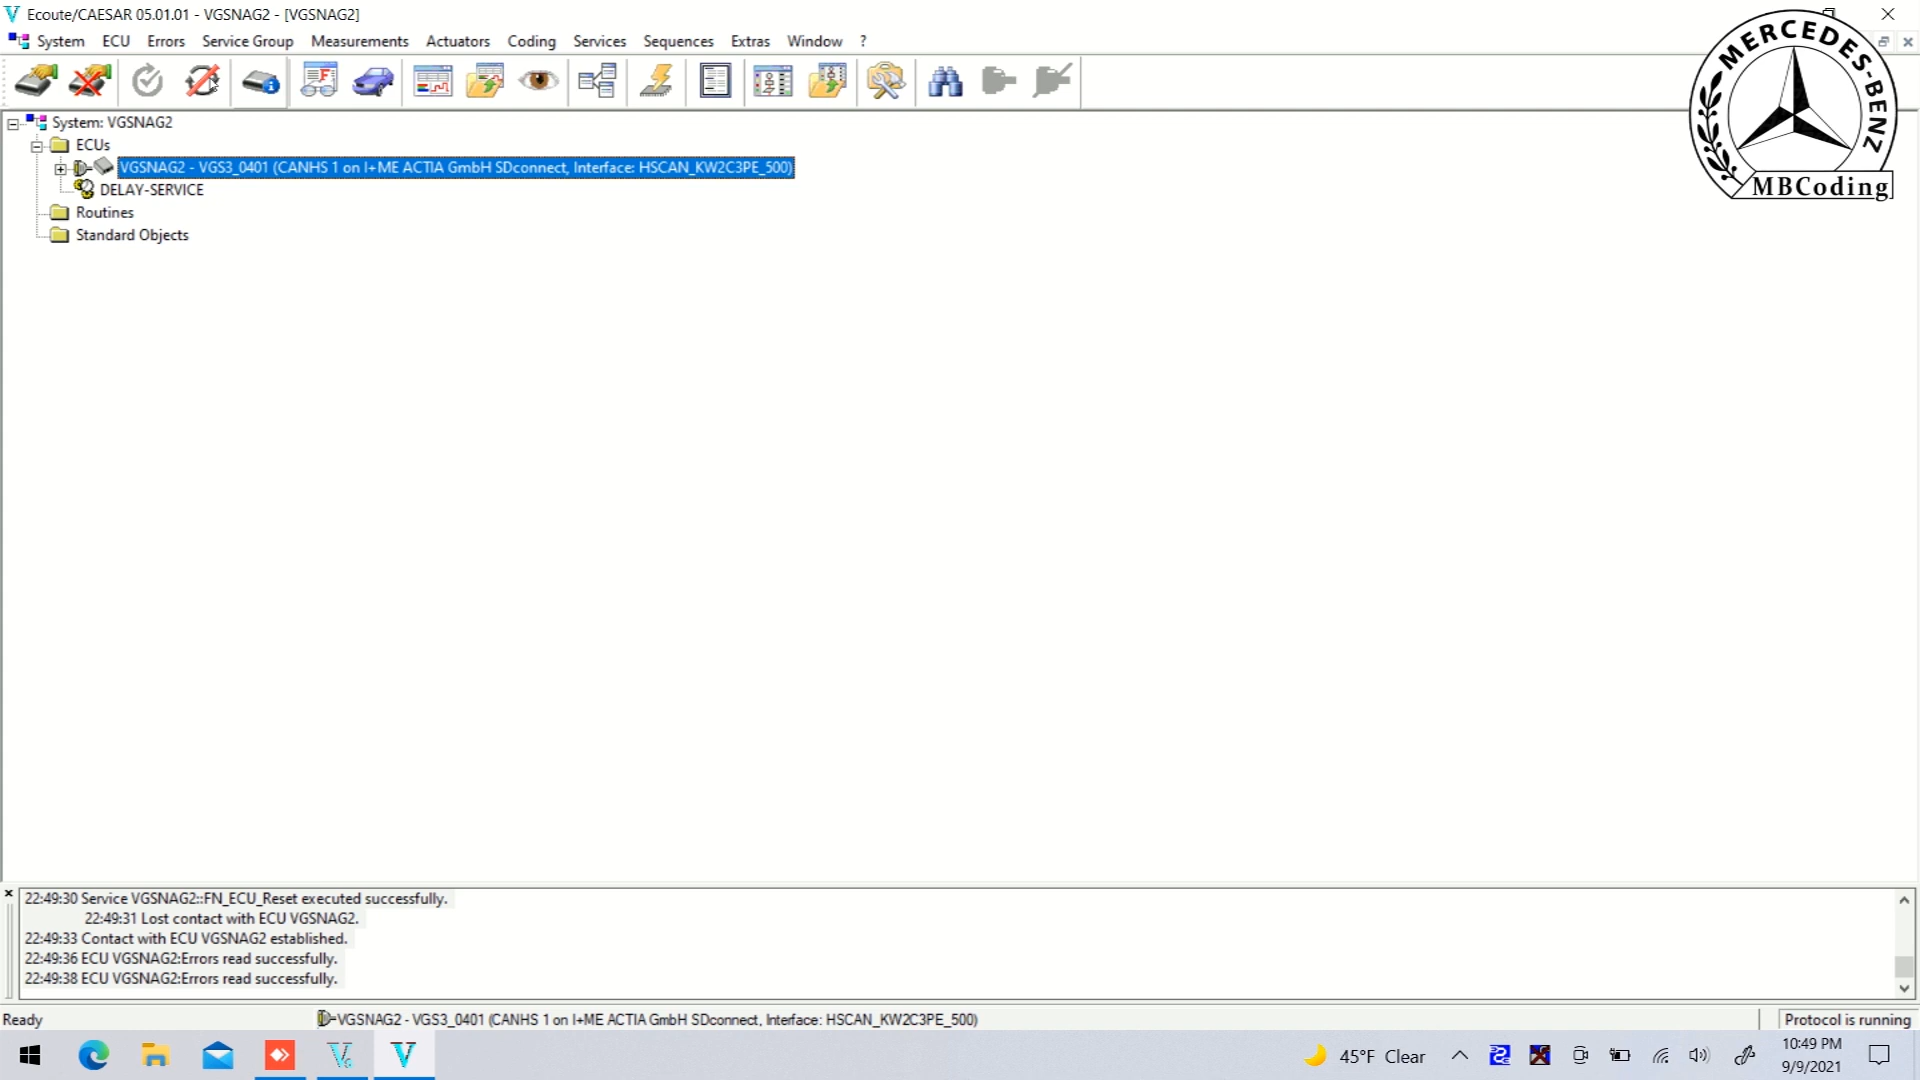 Ecoute/CAESAR 05.01.01 - VGSNAG2 - [VGSNAG2]
System ECU Errors Service Group Measurements Actuators Coding Services Sequences Extras Window ?
MERCEDES-BENZ
MBCoding
System: VGSNAG2
ECUs
VGSNAG2 - VGS3_0401 (CANHS 1 on I+ME ACTIA GmbH SDconnect, Interface: HSCAN_KW2C3PE_500)
DELAY-SERVICE
Routines
Standard Objects
22:49:30 Service VGSNAG2::FN_ECU_Reset executed successfully.
22:49:31 Lost contact with ECU VGSNAG2.
22:49:33 Contact with ECU VGSNAG2 established.
22:49:36 ECU VGSNAG2:Errors read successfully.
22:49:38 ECU VGSNAG2:Errors read successfully.
Ready VGSNAG2 - VGS3_0401 (CANHS 1 on I+ME ACTIA GmbH SDconnect, Interface: HSCAN_KW2C3PE_500) Protocol is running
45°F Clear 10:49 PM
9/9/2021